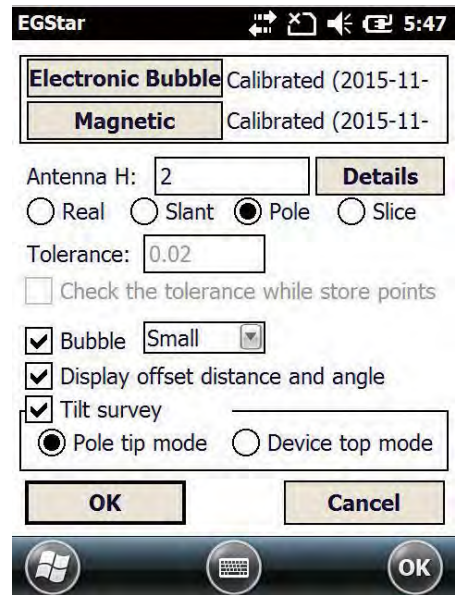 EGStar 5:47
Electronic Bubble Calibrated (2015-11-
Magnetic Calibrated (2015-11-
Antenna H: 2 Details
Real Slant Pole Slice
Tolerance: 0.02
Check the tolerance while store points
Bubble Small
Display offset distance and angle
Tilt survey
Pole tip mode Device top mode
OK Cancel
OK